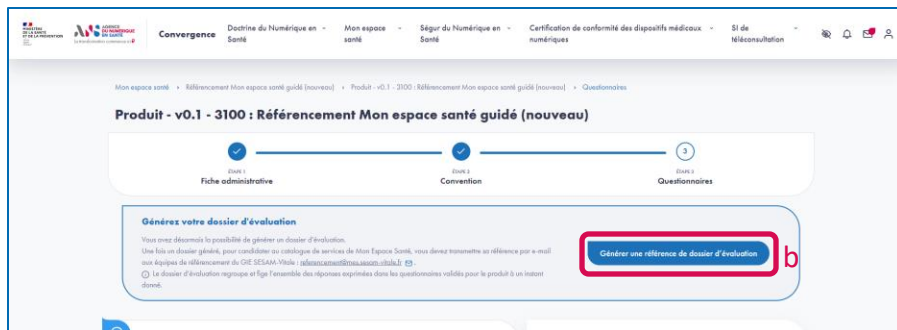 MINISTÈRE
DE LA SANTÉ
ET DE LA PRÉVENTION
AGENCE
DU NUMÉRIQUE
EN SANTÉ
Convergence
Doctrine du Numérique en Santé
Mon espace santé
Ségur du Numérique en Santé
Certification de conformité des dispositifs médicaux numériques
SI de téléconsultation
Mon espace santé • Référencement Mon espace santé guidé (nouveau) • Produit - v0.1 - 3100 : Référencement Mon espace santé guidé (nouveau) • Questionnaires
Produit - v0.1 - 3100 : Référencement Mon espace santé guidé (nouveau)
3
ÉTAPE 1
ÉTAPE 2
ÉTAPE 3
Fiche administrative
Convention
Questionnaires
Générez votre dossier d'évaluation
Vous avez désormais la possibilité de générer un dossier d'évaluation.
Une fois un dossier généré, pour candidater au catalogue de services de Mon Espace Santé, vous devez transmettre sa référence par e-mail
aux équipes de référencement du GIE SESAM-Vitale : referencement@mes.sesam-vitale.fr .
Le dossier d'évaluation regroupe et fige l'ensemble des réponses exprimées dans les questionnaires validés pour le produit à un instant
donné.
Générer une référence de dossier d'évaluation
b